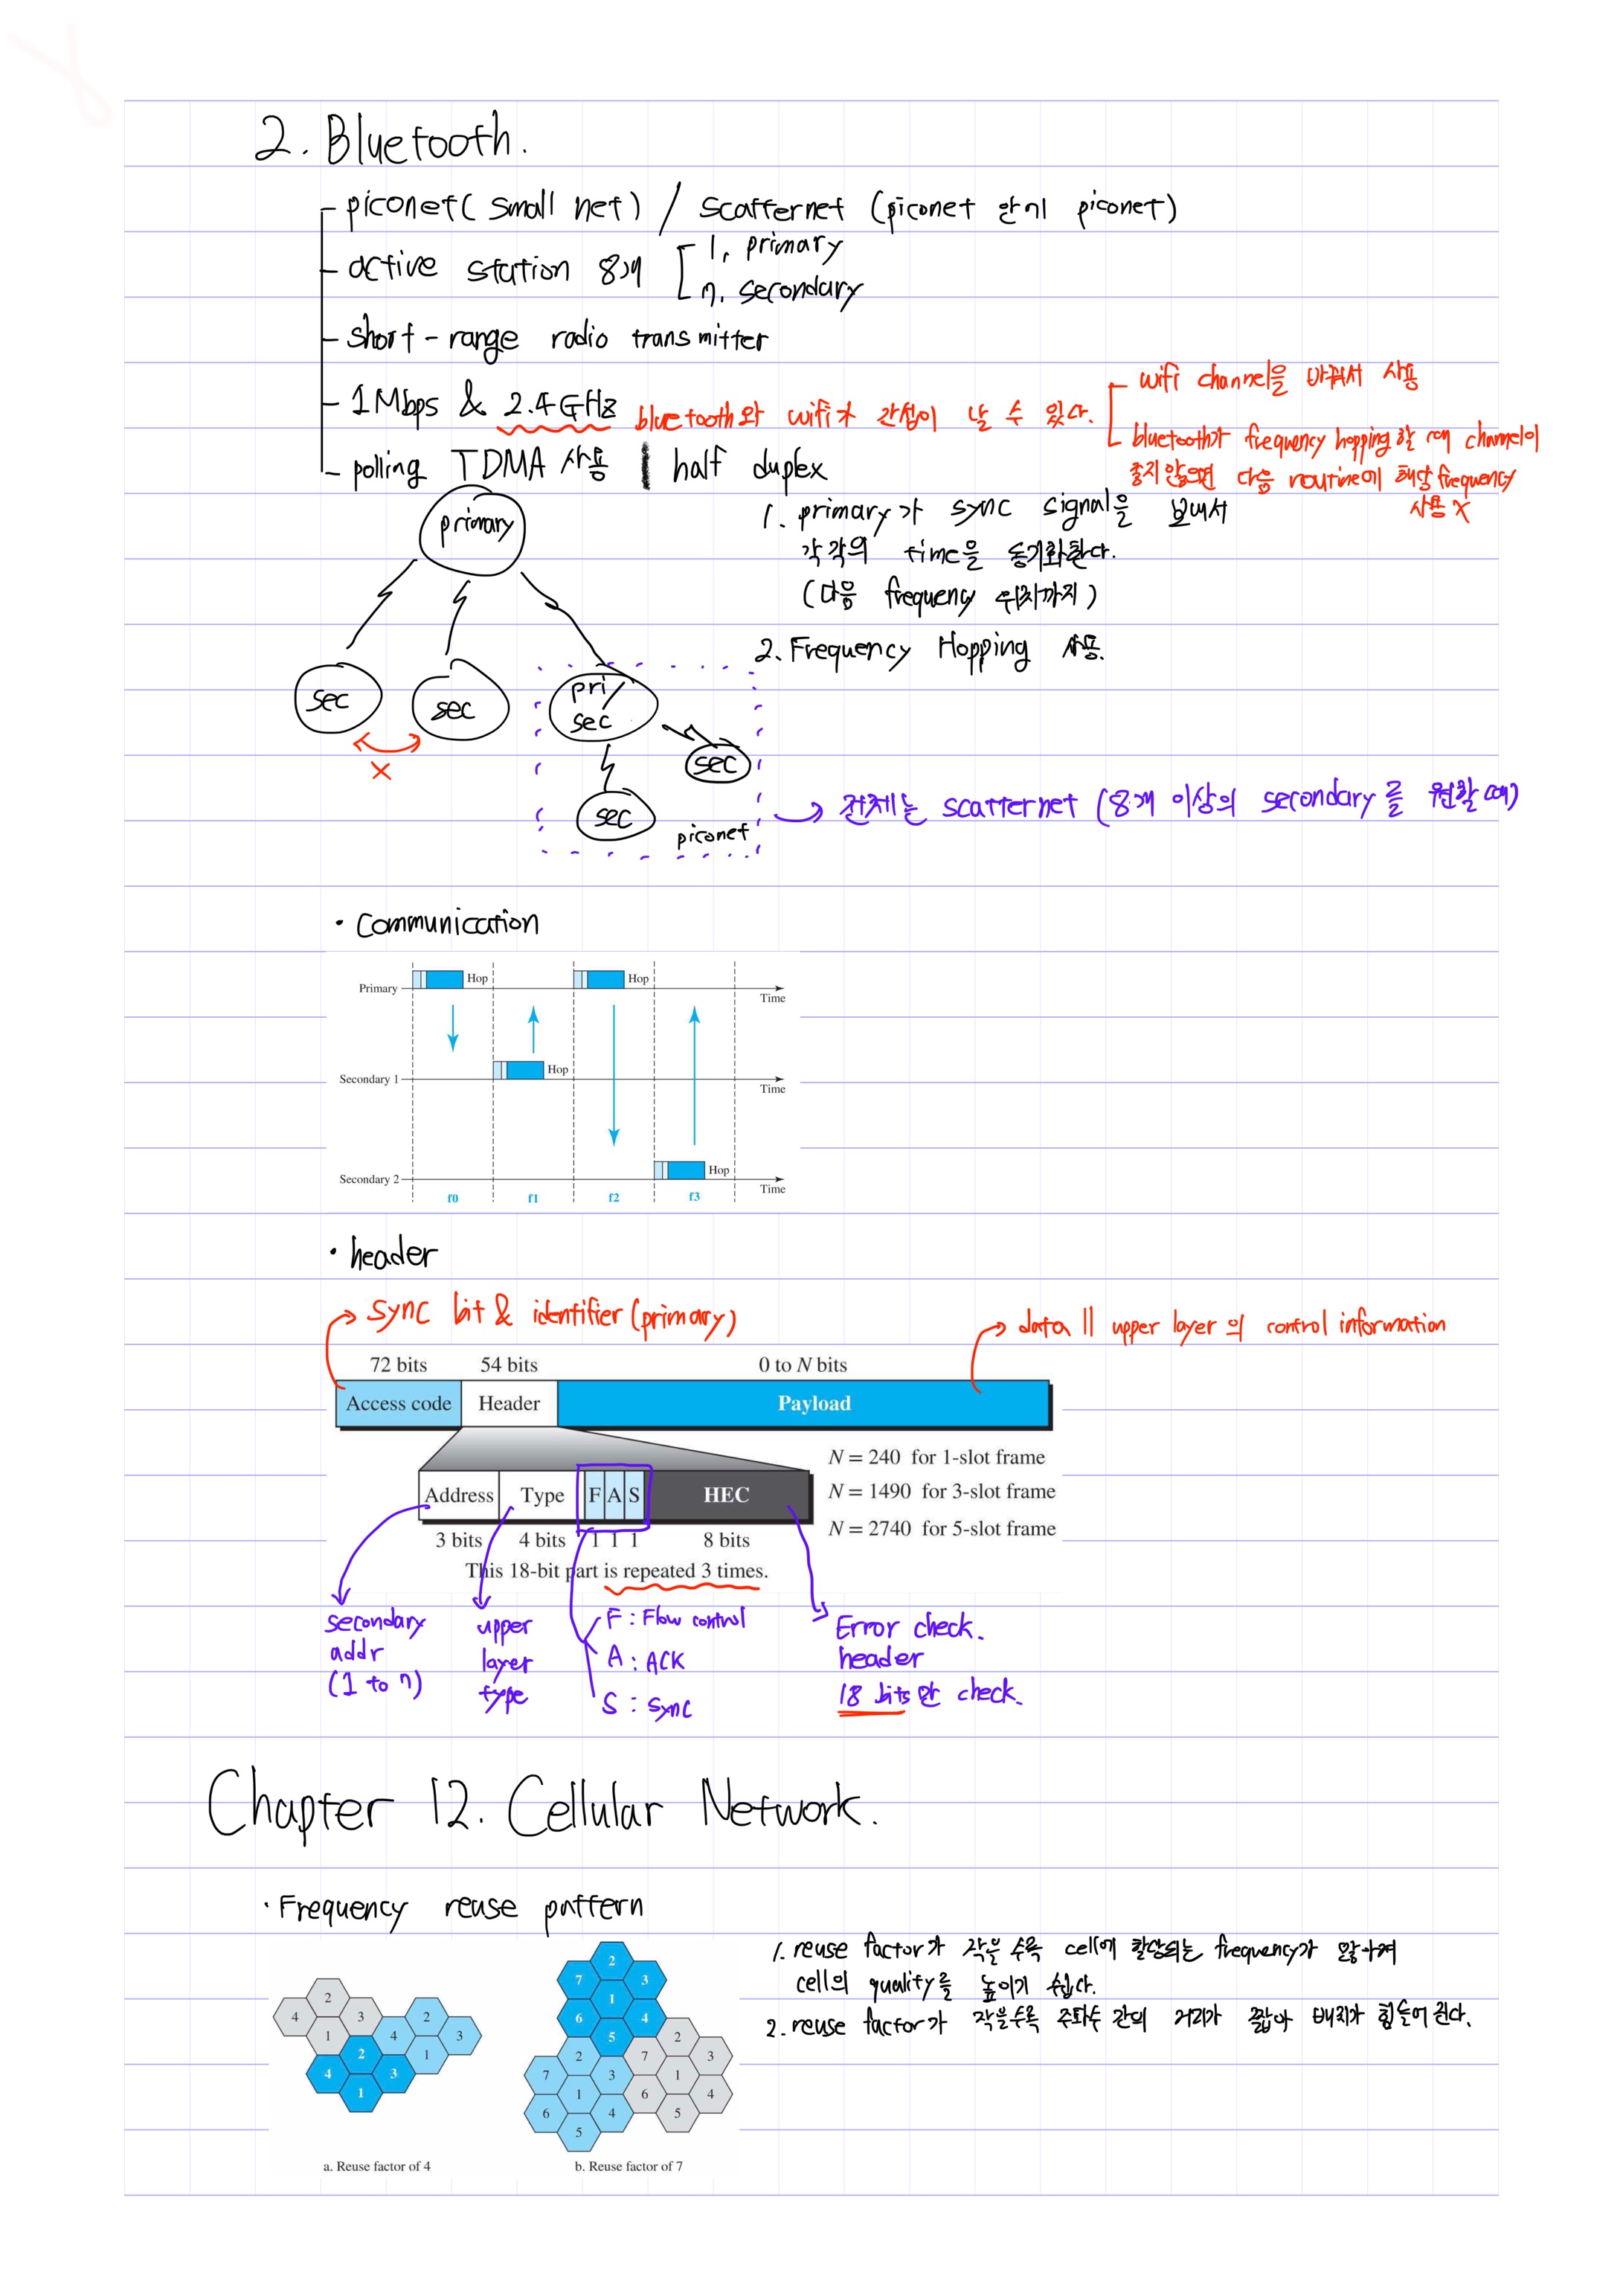 2. Bluetooth.
- piconet( small net) / scatternet (piconet 안에 piconet)
- active station 8개
1, primary
7, secondary
- short-range radio transmitter
- 1Mbps & 2.4GHz bluetooth와 wifi가 간섭이 날 수 있다.
- wifi channel을 바꿔서 사용
- bluetooth가 frequency hopping 할 때 channel이
좋지 않으면 다음 routine에 해당 frequency
사용 X
- polling TDMA 사용 | half duplex
primary
1. primary가 sync signal을 보내서
각각의 time을 동기화한다.
(다음 frequency 위치까지)
2. Frequency Hopping 사용.
sec
sec
pri/
sec
X
sec
sec
piconet
전체는 scatternet (8개 이상의 secondary를 원할 때)
• Communication
Primary
Hop
Hop
Time
Secondary 1
Hop
Time
Secondary 2
Hop
Time
f0 f1 f2 f3
• header
sync bit & identifier (primary)
data || upper layer의 control information
72 bits 54 bits 0 to N bits
Access code Header Payload
N = 240 for 1-slot frame
Address Type F A S HEC
N = 1490 for 3-slot frame
3 bits 4 bits 1 1 1 8 bits
N = 2740 for 5-slot frame
This 18-bit part is repeated 3 times.
secondary
addr
(1 to 7)
upper
layer
type
F : Flow control
A : ACK
S : sync
Error check.
header
18 bits만 check.
Chapter 12. Cellular Network.
• Frequency reuse pattern
1. reuse factor가 작을 수록 cell에 할당되는 frequency가 많아져
cell의 quality를 높이기 쉽다.
2. reuse factor가 작을수록 주파수 간의 거리가 짧아 배치가 힘들어진다.
2
4 3
1
2
4 3
1
2
4 3
1
2
7 3
1
6 4
5
2
7 3
1
6 4
5
2
7 3
1
6 4
5
a. Reuse factor of 4
b. Reuse factor of 7